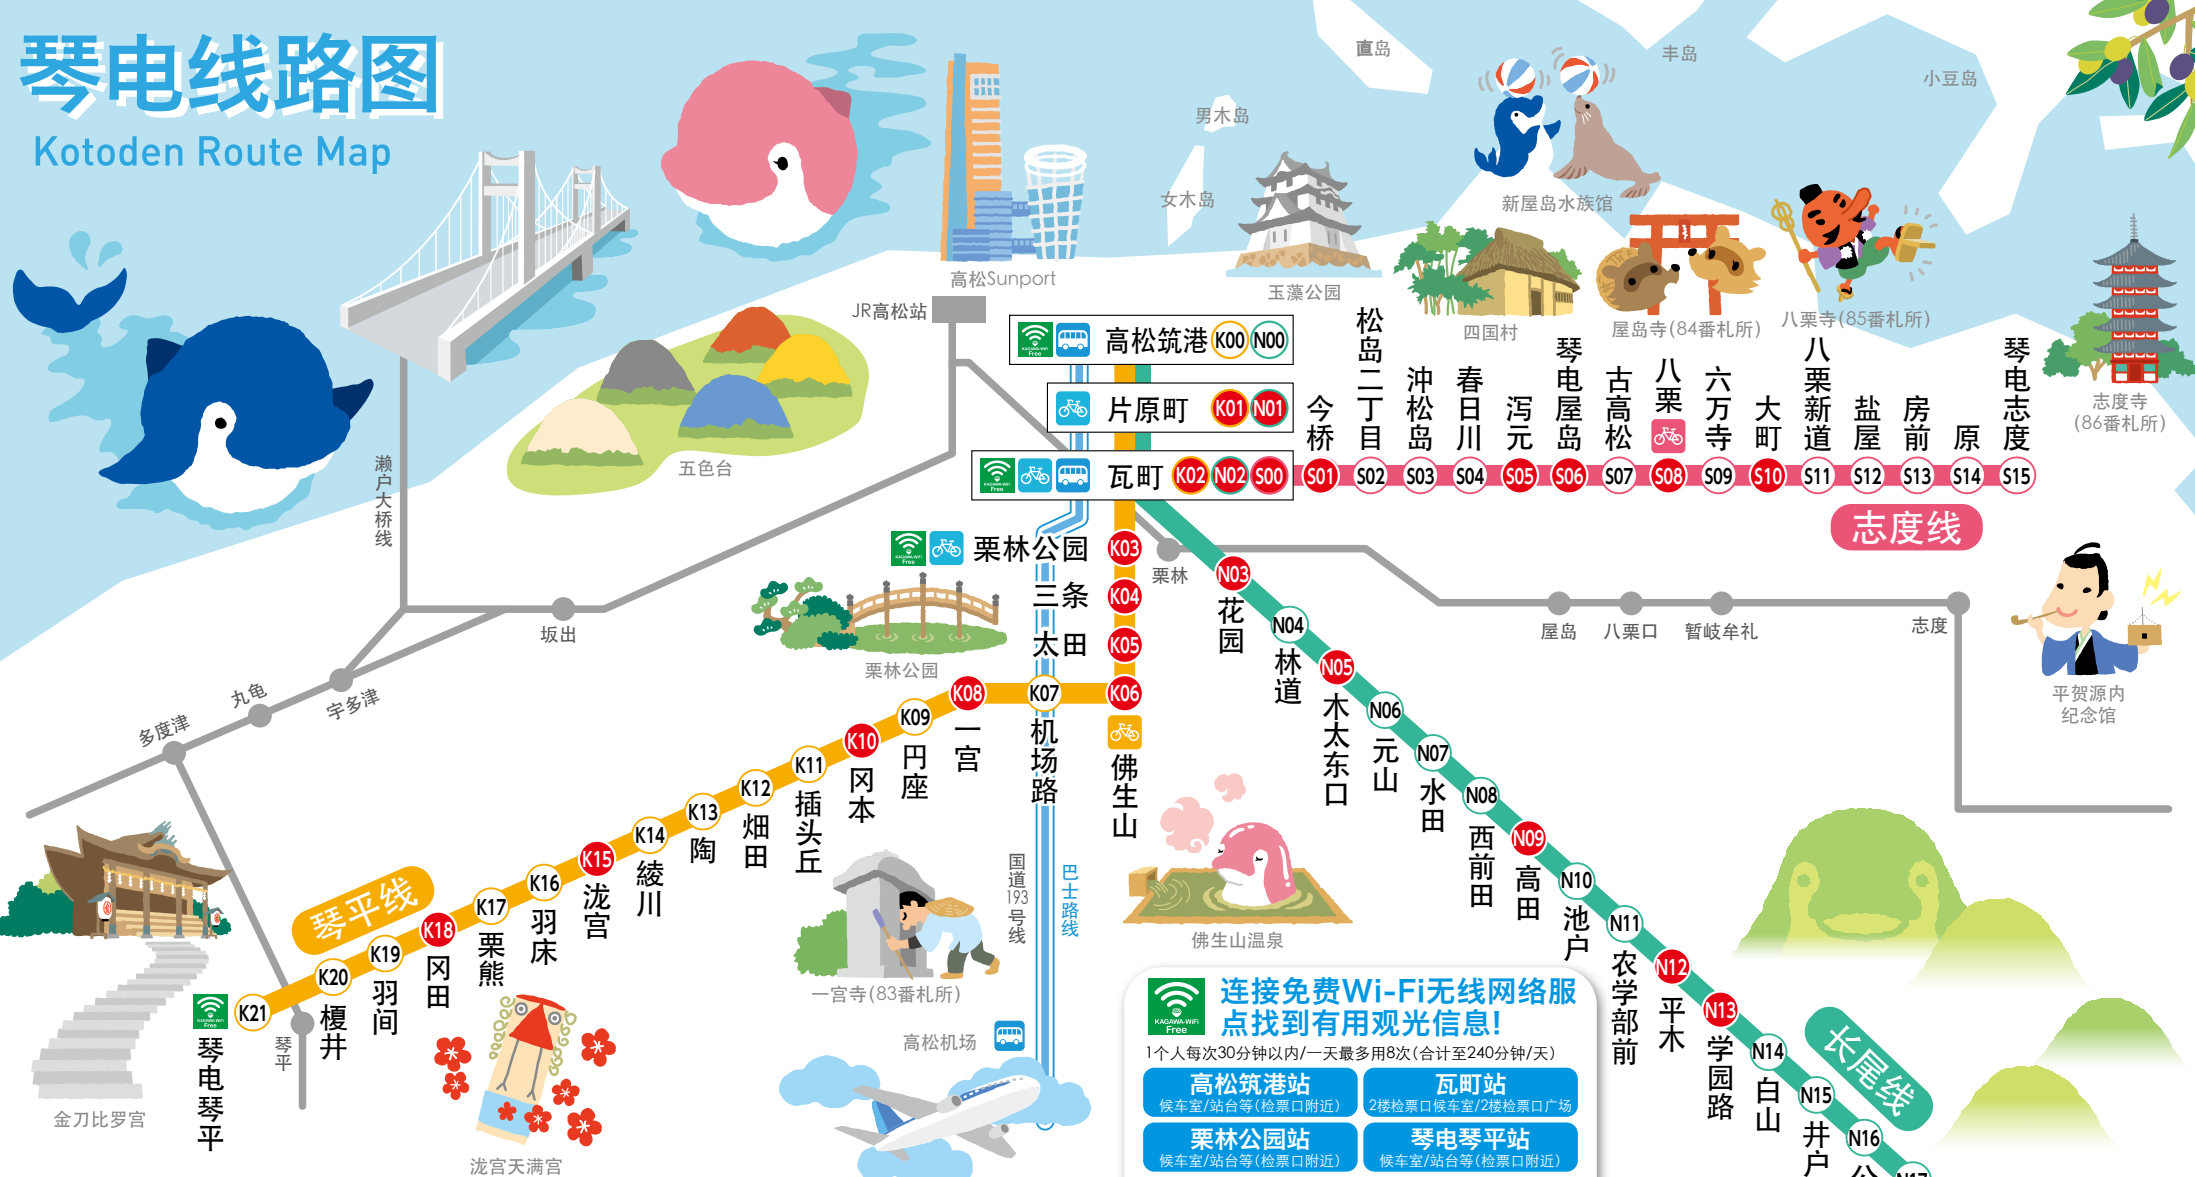 琴电线路图
Kotoden Route Map
直岛
丰岛
小豆岛
男木岛
女木岛
新屋岛水族馆
高松Sunport
玉藻公园
四国村
屋岛寺(84番札所)
八栗寺(85番札所)
志度寺
(86番札所)
JR高松站
高松筑港 K00 N00
片原町 K01 N01
瓦町 K02 N02 S00
今桥 S01
松岛二丁目 S02
沖松岛 S03
春日川 S04
泻元 S05
琴电屋岛 S06
古高松 S07
八栗 S08
六万寺 S09
大町 S10
八栗新道 S11
盐屋 S12
房前 S13
原 S14
琴电志度 S15
志度线
五色台
濑户大桥线
坂出
宇多津
丸龟
多度津
琴平
栗林
屋岛
八栗口
暂岐牟礼
志度
平贺源内
纪念馆
栗林公园 K03
三条 K04
太田 K05
K06 佛生山
K07 机场路
K08 一宫
K09 円座
K10 冈本
K11 插头丘
K12 畑田
K13 陶
K14 綾川
K15 泷宫
K16 羽床
K17 栗熊
K18 冈田
K19 羽间
K20 榎井
K21 琴电琴平
琴平线
栗林公园
N03 花园
N04 林道
N05 木太东口
N06 元山
N07 水田
N08 西前田
N09 高田
N10 池户
N11 农学部前
N12 平木
N13 学园路
N14 白山
N15 井户
N16
N17
长尾线
国道193号线
巴士路线
一宫寺(83番札所)
佛生山温泉
高松机场
金刀比罗宫
泷宫天满宫
KAGAWA-WiFi
Free
连接免费Wi-Fi无线网络服
点找到有用观光信息!
1个人每次30分钟以内/一天最多用8次(合计至240分钟/天)
高松筑港站
候车室/站台等(检票口附近)
瓦町站
2楼检票口候车室/2楼检票口广场
栗林公园站
候车室/站台等(检票口附近)
琴电琴平站
候车室/站台等(检票口附近)